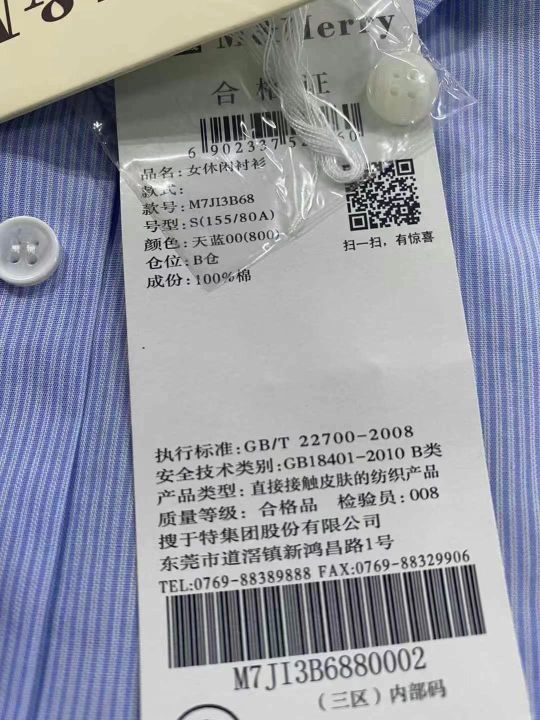 Merry
合格证
6 902337 52 60
品名:女休闲衬衫
款式:
款号:M7JI3B68
号型:S(155/80A)
颜色:天蓝00(800)
仓位:B仓
成份:100%棉
扫一扫,有惊喜
执行标准:GB/T 22700-2008
安全技术类别:GB18401-2010 B类
产品类型:直接接触皮肤的纺织产品
质量等级:合格品 检验员:008
搜于特集团股份有限公司
东莞市道滘镇新鸿昌路1号
TEL:0769-88389888 FAX:0769-88329906
M7JI3B6880002
(三区)内部码